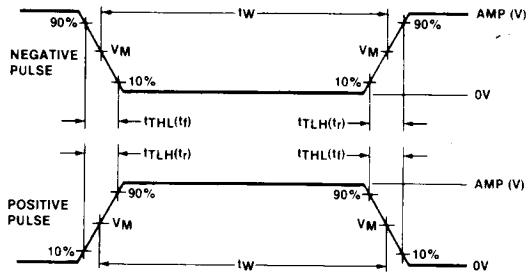 tW
90% 90% AMP (V)
NEGATIVE
PULSE
VM VM
10% 10%
0V
tTHL(tf) tTLH(tr)
tTLH(tr) tTHL(tf)
AMP (V)
90% 90%
POSITIVE
PULSE
VM VM
10% 10%
tW
0V